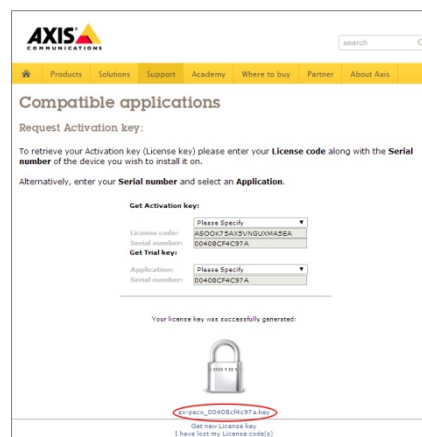 AXIS
COMMUNICATIONS
search
Products Solutions Support Academy Where to buy Partner About Axis
Compatible applications
Request Activation key:
To retrieve your Activation key (License key) please enter your License code along with the Serial
number of the device you wish to install it on.
Alternatively, enter your Serial number and select an Application.
Get Activation key:
Please Specify
License code: ASOOK75AX5VNGUXMA5EA
Serial number: 00408CF4C97A
Get Trial key:
Application: Please Specify
Serial number: 00408CF4C97A
Your license key was successfully generated:
ax-paco_00408cf4c97a.key
Get new License key
I have lost my License code(s)